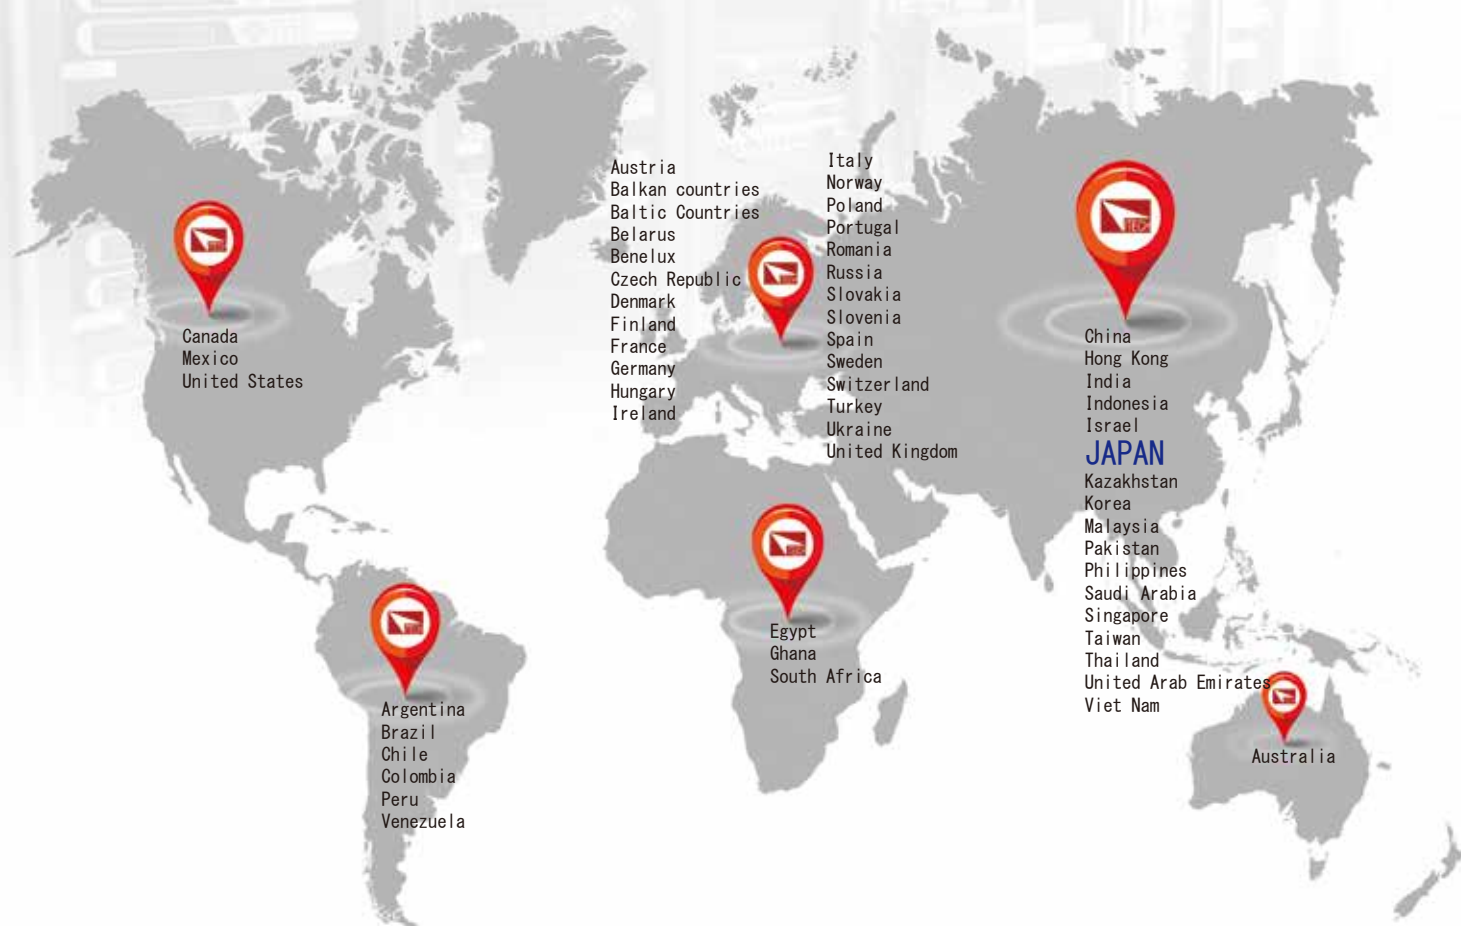 Canada
Mexico
United States
Austria
Balkan countries
Baltic Countries
Belarus
Benelux
Czech Republic
Denmark
Finland
France
Germany
Hungary
Ireland
Italy
Norway
Poland
Portugal
Romania
Russia
Slovakia
Slovenia
Spain
Sweden
Switzerland
Turkey
Ukraine
United Kingdom
TECH
China
Hong Kong
India
Indonesia
Israel
JAPAN
Kazakhstan
Korea
Malaysia
Pakistan
Philippines
Saudi Arabia
Singapore
Taiwan
Thailand
United Arab Emirates
Viet Nam
Egypt
Ghana
South Africa
Argentina
Brazil
Chile
Colombia
Peru
Venezuela
Australia